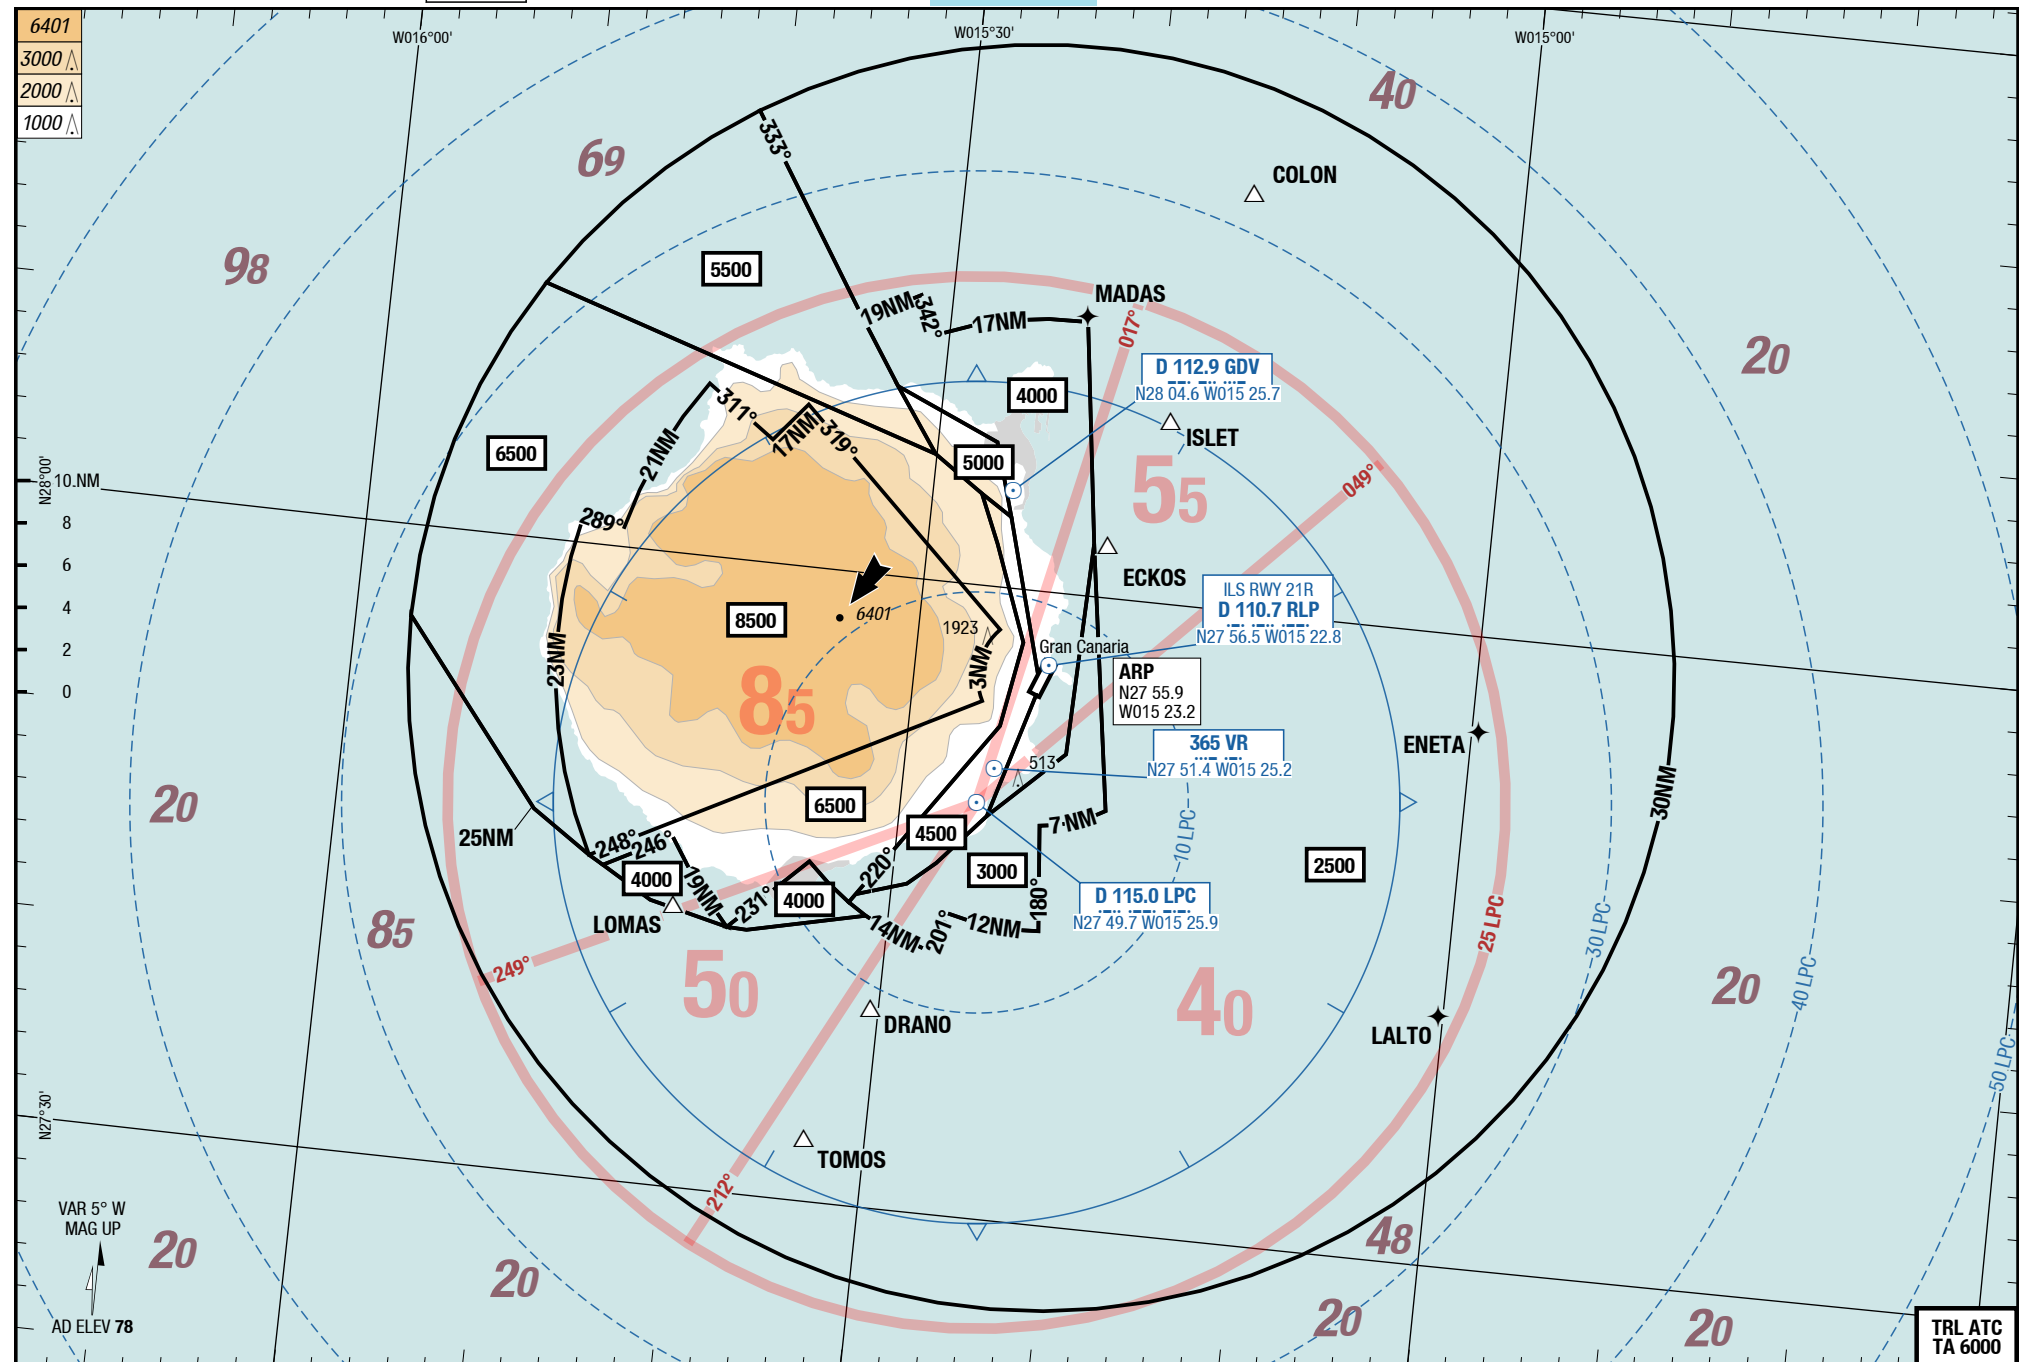 6401
3000
2000
1000
W016°00'
W015°30'
W015°00'
40
69
98
20
333°
COLON
5500
MADAS
19NM
342°
17NM
017°
D 112.9 GDV
N28 04.6 W015 25.7
4000
ISLET
311°
17NM
319°
21NM
6500
5000
55
049°
N28°00'
10 NM
8
6
4
2
0
289°
ECKOS
ILS RWY 21R
D 110.7 RLP
N27 56.5 W015 22.8
8500
6401
1923
Gran Canaria
3NM
23NM
85
ARP
N27 55.9
W015 23.2
365 VR
N27 51.4 W015 25.2
513
ENETA
30NM
20
6500
4500
7 NM
10 LPC
25NM
248°
246°
4000
19NM
231°
4000
220°
3000
180°
2500
D 115.0 LPC
N27 49.7 W015 25.9
LOMAS
14NM
201°
12NM
85
249°
50
40
25 LPC
30 LPC
40 LPC
50 LPC
20
DRANO
LALTO
N27°30'
TOMOS
212°
VAR 5° W
MAG UP
AD ELEV 78
20
20
48
20
20
TRL ATC
TA 6000